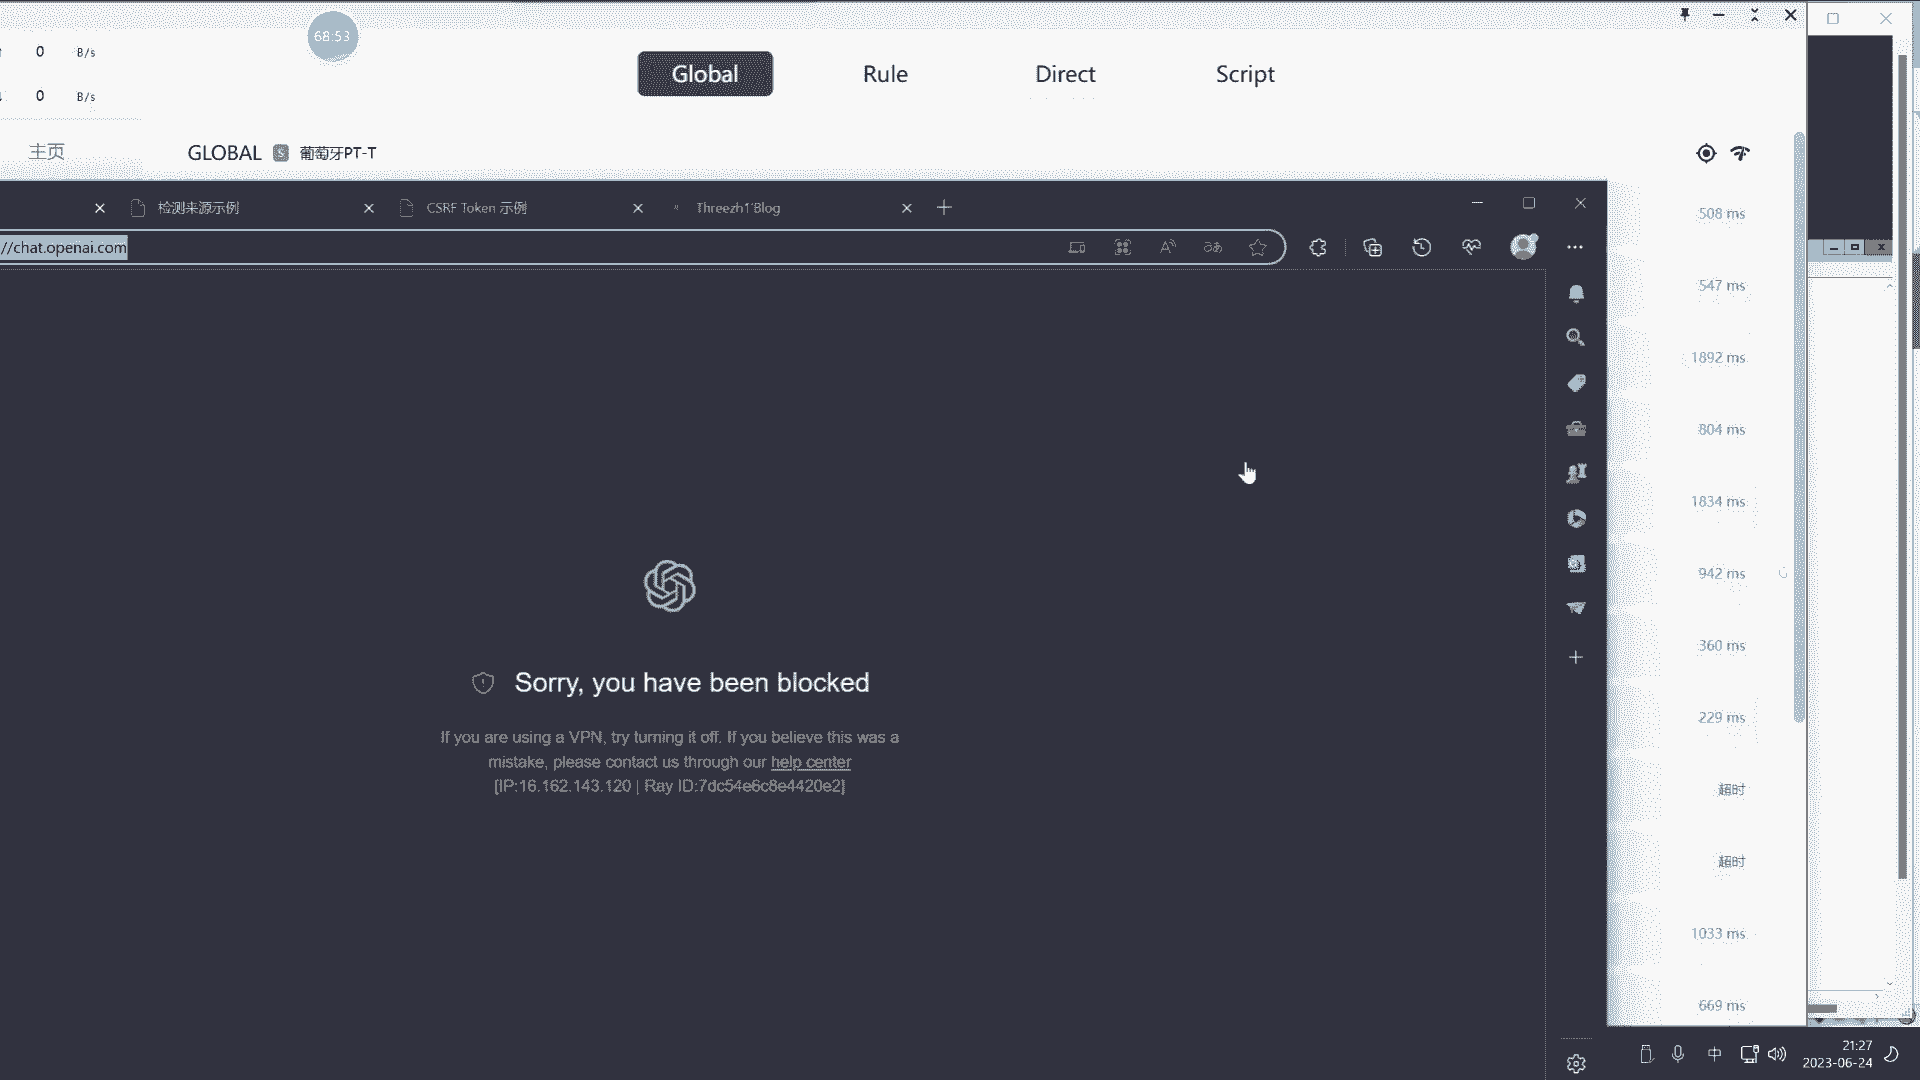 68:53
0 B/s
0 B/s
Global
Rule
Direct
Script
主页
GLOBAL
葡萄牙PT-T
检测来源示例
CSRF Token 示例
Threezh1'Blog
//chat.openai.com
508 ms
547 ms
1892 ms
804 ms
1834 ms
942 ms
360 ms
229 ms
超时
超时
1033 ms
669 ms
Sorry, you have been blocked
If you are using a VPN, try turning it off. If you believe this was a
mistake, please contact us through our help center
[IP:16.162.143.120 | Ray ID:7dc54e6c8e4420e2]
中
21:27
2023-06-24